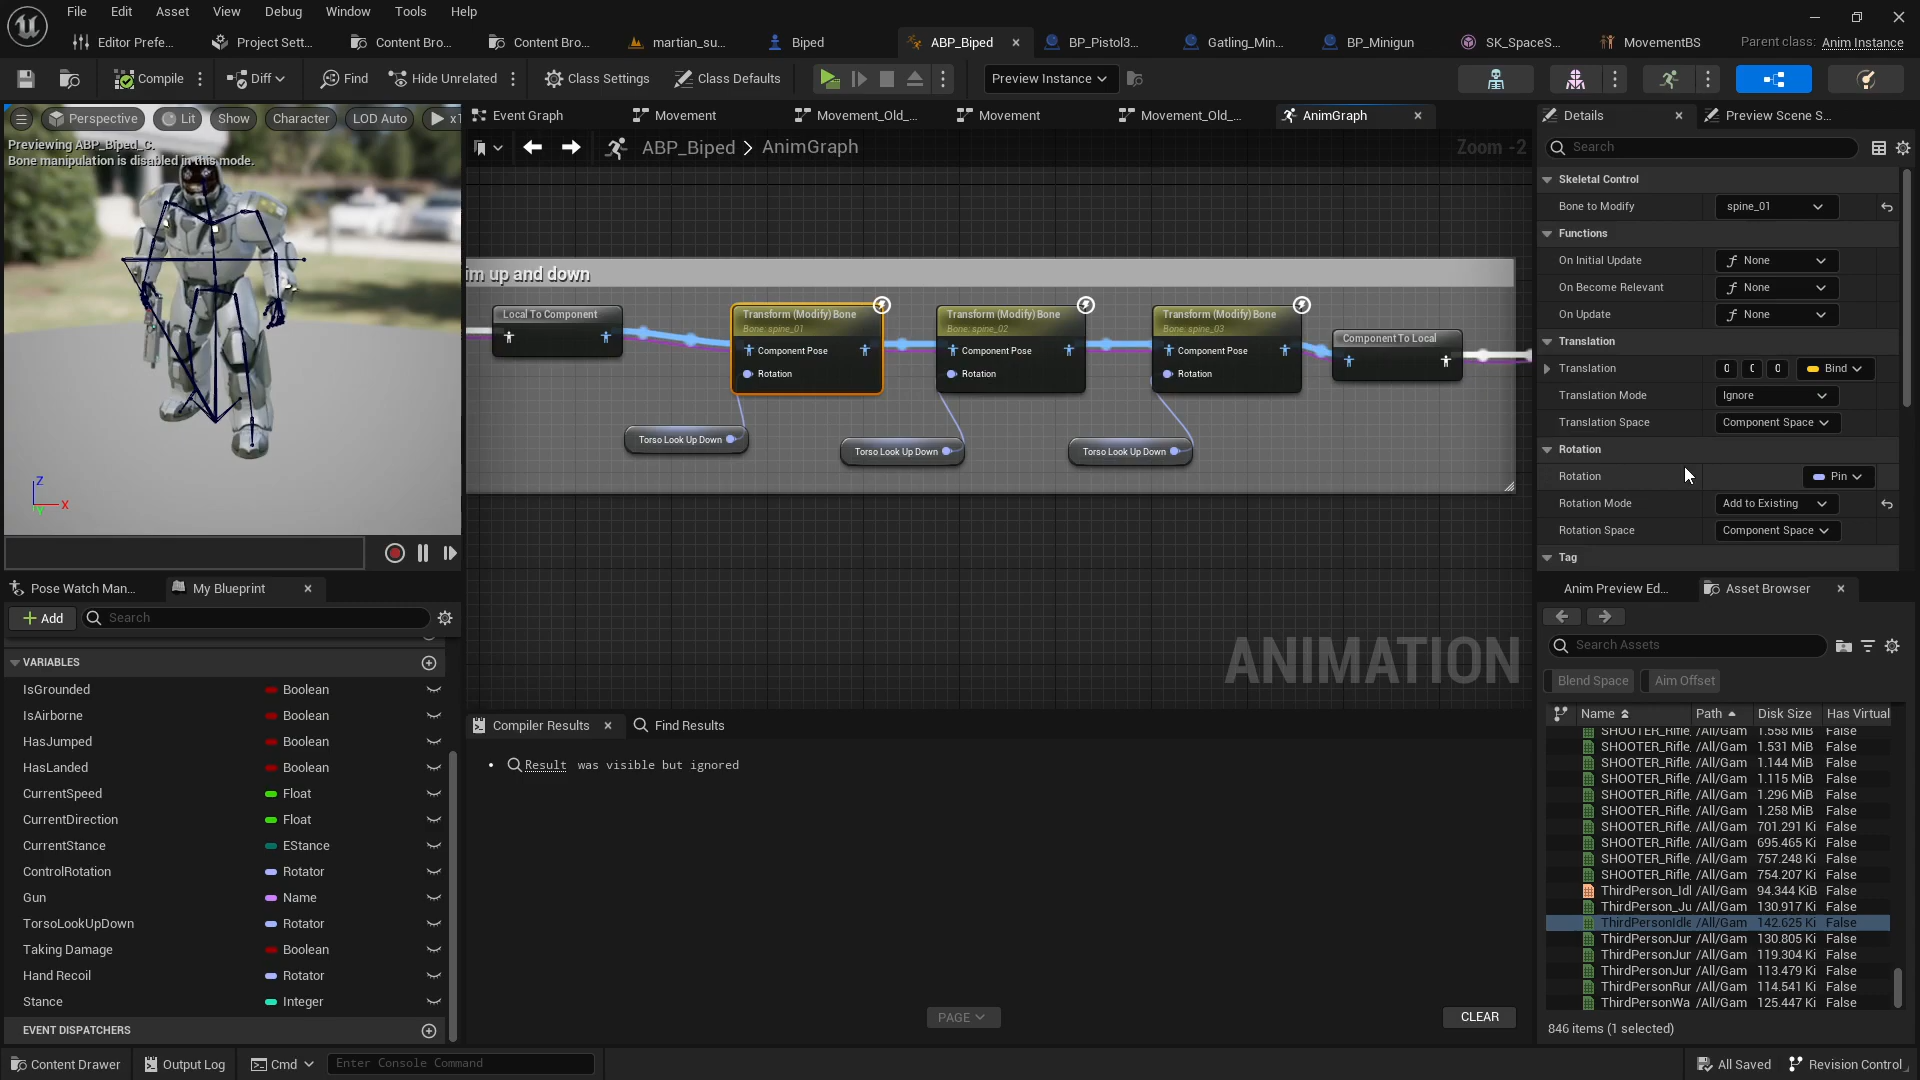 File Edit Asset View Debug Window Tools Help
Editor Prefe... Project Sett... Content Bro... Content Bro... martian_su... Biped ABP_Biped BP_Pistol3... Gatling_Min... BP_Minigun SK_SpaceS... MovementBS Parent class: Anim Instance
Compile Diff Find Hide Unrelated Class Settings Class Defaults Preview Instance
Perspective Lit Show Character LOD Auto x1
Previewing ABP_Biped_C.
Bone manipulation is disabled in this mode.
Z
X
Pose Watch Man... My Blueprint
Add Search
VARIABLES
IsGrounded Boolean
IsAirborne Boolean
HasJumped Boolean
HasLanded Boolean
CurrentSpeed Float
CurrentDirection Float
CurrentStance EStance
ControlRotation Rotator
Gun Name
TorsoLookUpDown Rotator
Taking Damage Boolean
Hand Recoil Rotator
Stance Integer
EVENT DISPATCHERS
Event Graph Movement Movement_Old_... Movement Movement_Old_... AnimGraph
ABP_Biped > AnimGraph Zoom -2
im up and down
Local To Component
Transform (Modify) Bone
Bone: spine_01
Component Pose
Rotation
Transform (Modify) Bone
Bone: spine_02
Component Pose
Rotation
Transform (Modify) Bone
Bone: spine_03
Component Pose
Rotation
Component To Local
Torso Look Up Down
Torso Look Up Down
Torso Look Up Down
ANIMATION
Compiler Results Find Results
• Result was visible but ignored
PAGE CLEAR
Details Preview Scene S...
Search
Skeletal Control
Bone to Modify spine_01
Functions
On Initial Update None
On Become Relevant None
On Update None
Translation
Translation 0 0 Bind
Translation Mode Ignore
Translation Space Component Space
Rotation
Rotation Pin
Rotation Mode Add to Existing
Rotation Space Component Space
Tag
Anim Preview Ed... Asset Browser
Search Assets
Blend Space Aim Offset
Name Path Disk Size Has Virtual
SHOOTER_Rifle_ /All/Gam 1.558 MiB False
SHOOTER_Rifle_ /All/Gam 1.531 MiB False
SHOOTER_Rifle_ /All/Gam 1.144 MiB False
SHOOTER_Rifle_ /All/Gam 1.115 MiB False
SHOOTER_Rifle_ /All/Gam 1.296 MiB False
SHOOTER_Rifle_ /All/Gam 1.258 MiB False
SHOOTER_Rifle_ /All/Gam 701.291 Ki False
SHOOTER_Rifle_ /All/Gam 695.465 Ki False
SHOOTER_Rifle_ /All/Gam 757.248 Ki False
SHOOTER_Rifle_ /All/Gam 754.207 Ki False
ThirdPerson_Idl /All/Gam 94.344 KiB False
ThirdPerson_Ju /All/Gam 130.917 Ki False
ThirdPersonIdle /All/Gam 142.625 Ki False
ThirdPersonJur /All/Gam 130.805 Ki False
ThirdPersonJur /All/Gam 119.304 Ki False
ThirdPersonJur /All/Gam 113.479 Ki False
ThirdPersonRur /All/Gam 114.541 Ki False
ThirdPersonWa /All/Gam 125.447 Ki False
846 items (1 selected)
Content Drawer Output Log Cmd Enter Console Command All Saved Revision Control